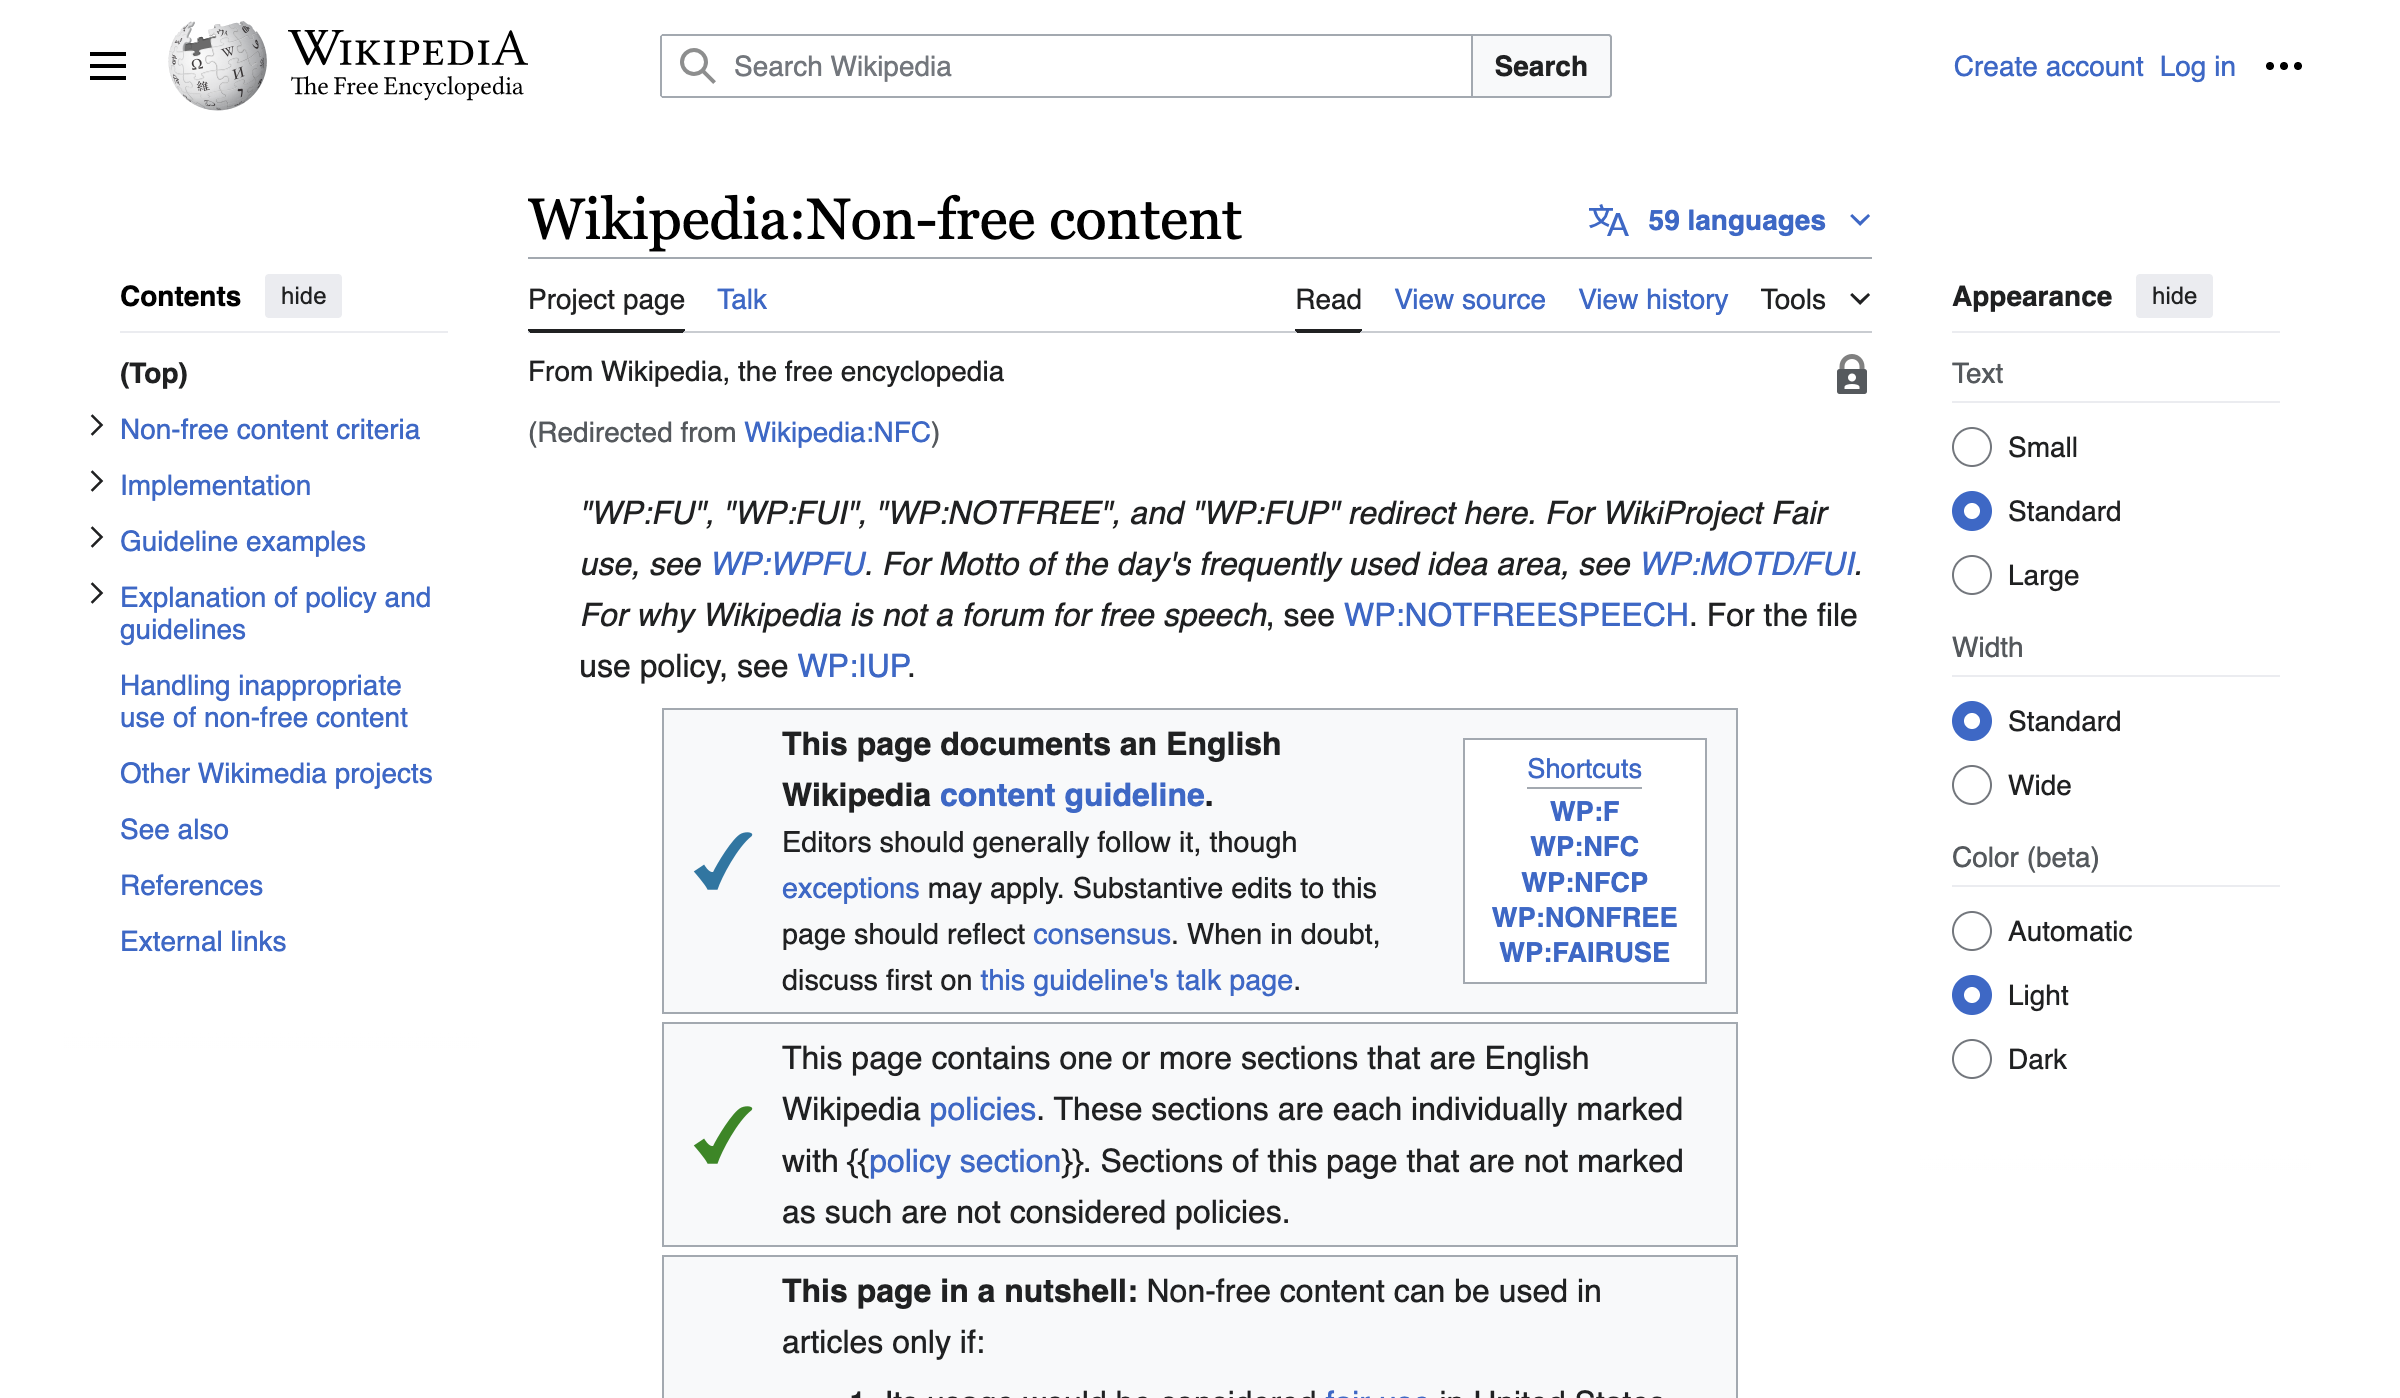 WIKIPEDIA
The Free Encyclopedia
Search Wikipedia
Search
Create account
Log in
Wikipedia:Non-free content
59 languages
Contents
hide
(Top)
Non-free content criteria
Implementation
Guideline examples
Explanation of policy and
guidelines
Handling inappropriate
use of non-free content
Other Wikimedia projects
See also
References
External links
Project page
Talk
Read
View source
View history
Tools
From Wikipedia, the free encyclopedia
(Redirected from Wikipedia:NFC)
"WP:FU", "WP:FUI", "WP:NOTFREE", and "WP:FUP" redirect here. For WikiProject Fair
use, see WP:WPFU. For Motto of the day's frequently used idea area, see WP:MOTD/FUI.
For why Wikipedia is not a forum for free speech, see WP:NOTFREESPEECH. For the file
use policy, see WP:IUP.
This page documents an English
Wikipedia content guideline.
Editors should generally follow it, though
exceptions may apply. Substantive edits to this
page should reflect consensus. When in doubt,
discuss first on this guideline's talk page.
Shortcuts
WP:F
WP:NFC
WP:NFCP
WP:NONFREE
WP:FAIRUSE
This page contains one or more sections that are English
Wikipedia policies. These sections are each individually marked
with {{policy section}}. Sections of this page that are not marked
as such are not considered policies.
This page in a nutshell: Non-free content can be used in
articles only if:
1. Its usage would be considered fair use in United States
Appearance
hide
Text
Small
Standard
Large
Width
Standard
Wide
Color (beta)
Automatic
Light
Dark